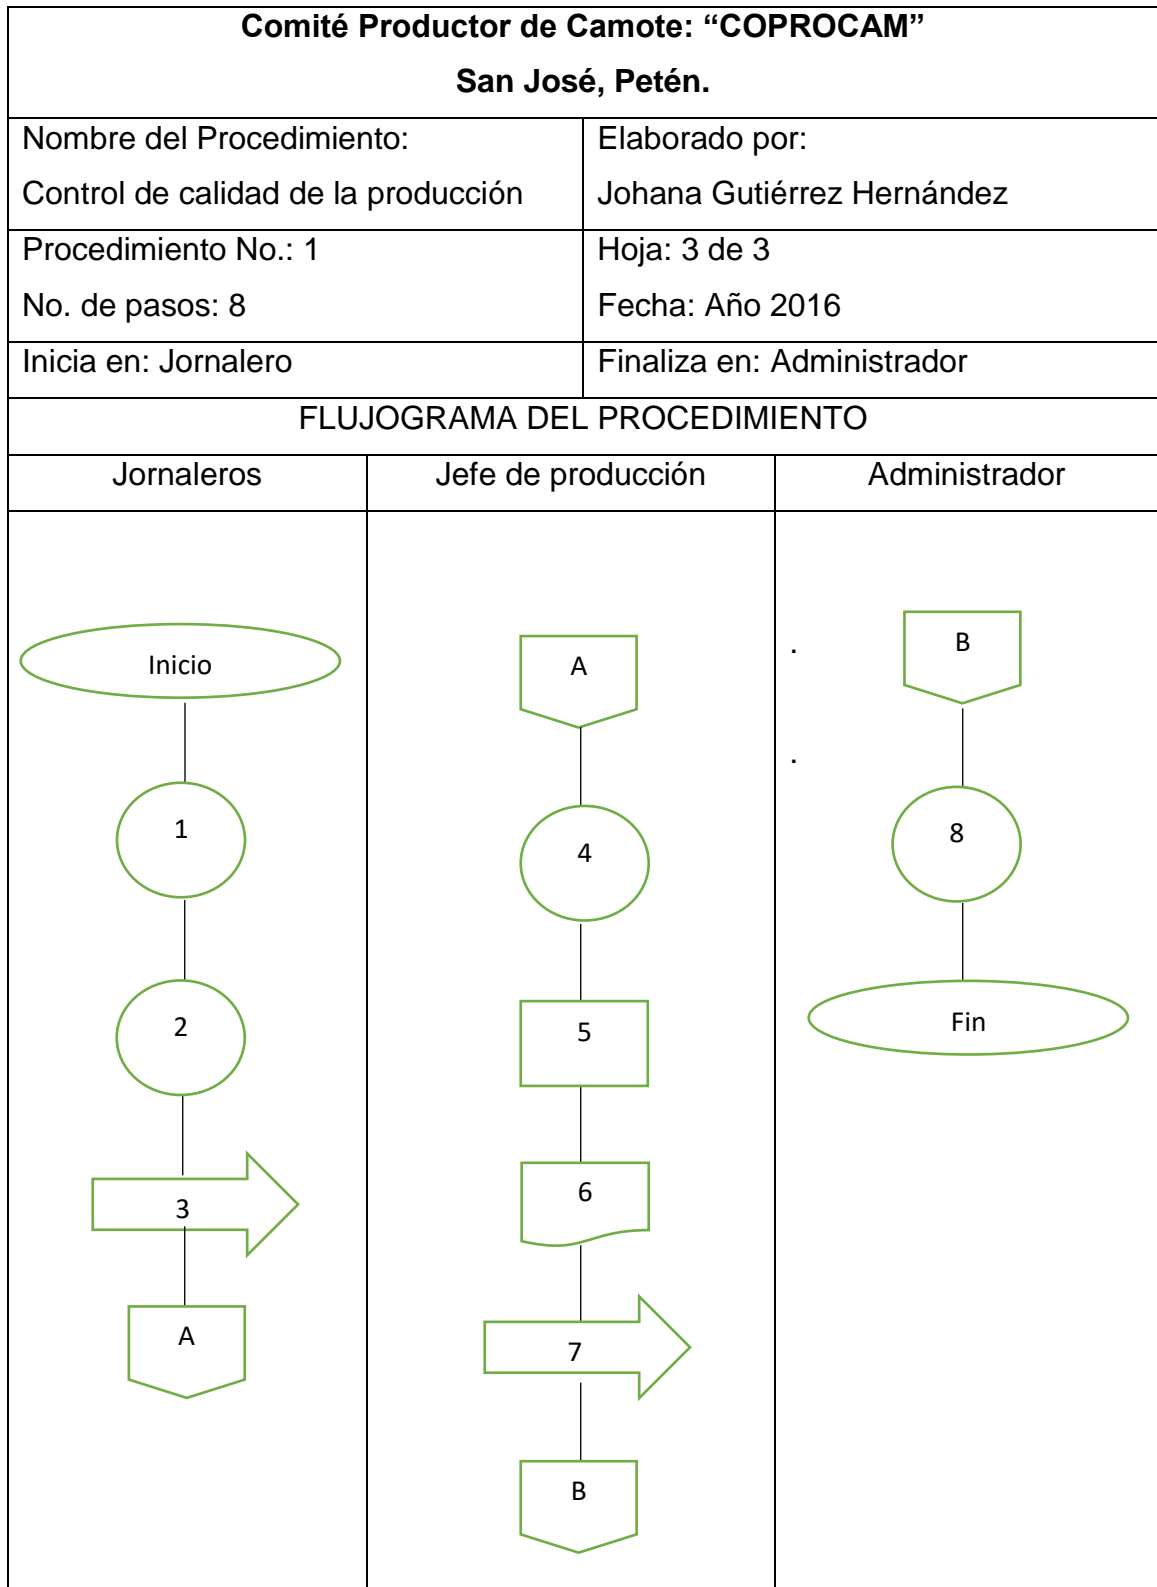 Comité Productor de Camote: “COPROCAM”
San José, Petén.
Nombre del Procedimiento:
Control de calidad de la producción
Elaborado por:
Johana Gutiérrez Hernández
Procedimiento No.: 1
No. de pasos: 8
Hoja: 3 de 3
Fecha: Año 2016
Inicia en: Jornalero
Finaliza en: Administrador
FLUJOGRAMA DEL PROCEDIMIENTO
Jornaleros
Jefe de producción
Administrador
Inicio
1
2
3
A
A
4
5
6
7
B
.
.
B
8
Fin